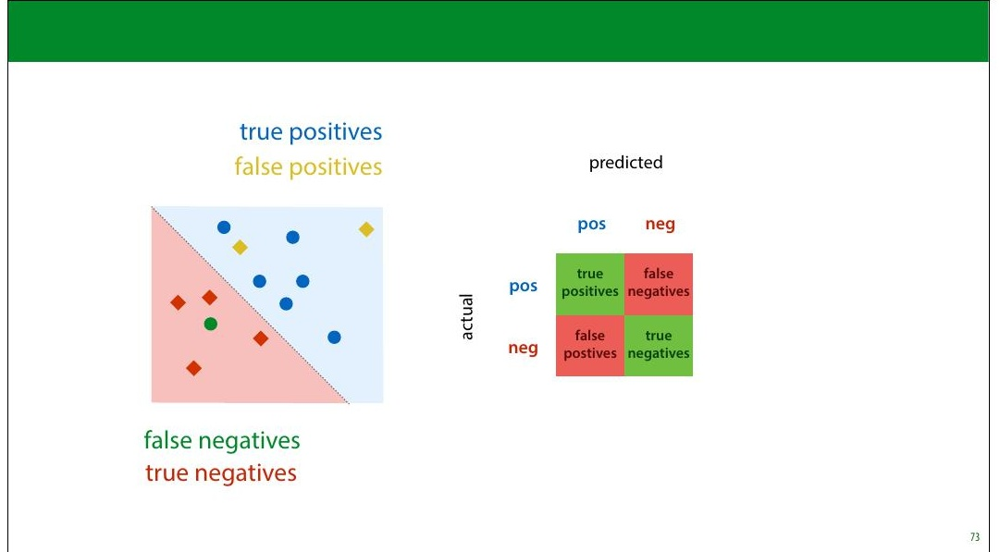 true positives
false positives
false negatives
true negatives
predicted
pos neg
actual
pos
true
positives
false
negatives
neg
false
postives
true
negatives
73